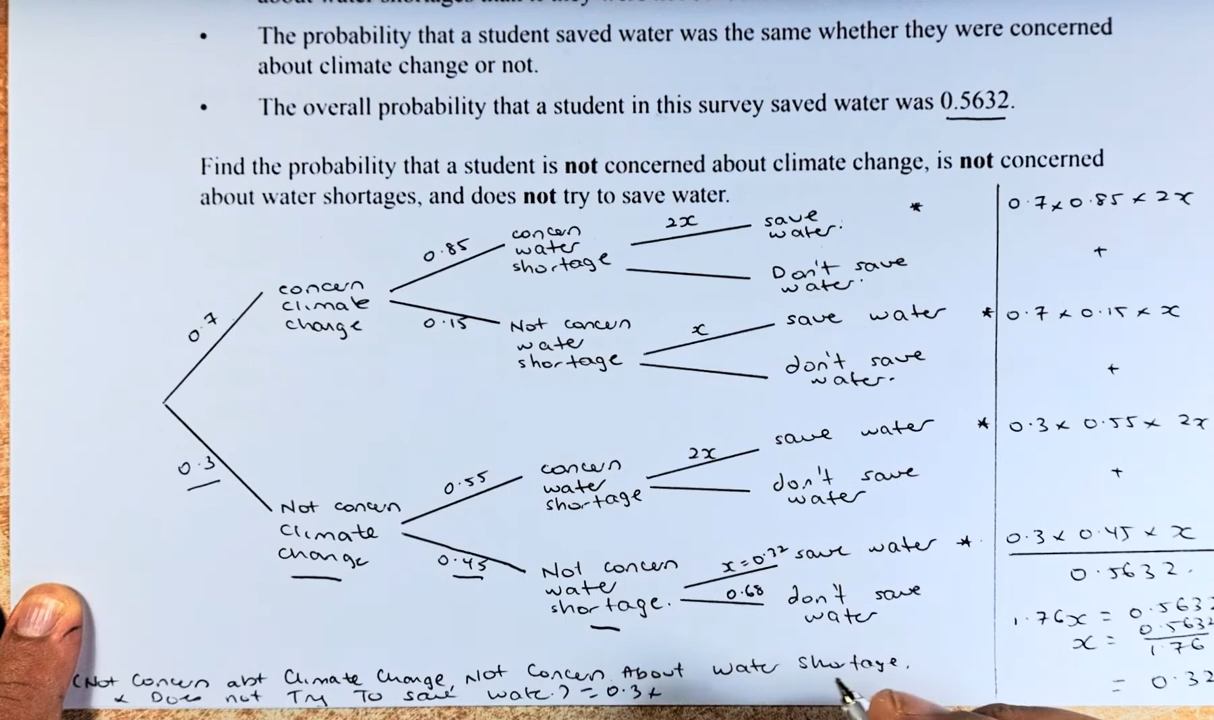 • The probability that a student saved water was the same whether they were concerned
about climate change or not.
• The overall probability that a student in this survey saved water was 0.5632.
Find the probability that a student is not concerned about climate change, is not concerned
about water shortages, and does not try to save water.
0.7
concern
climate
change
0.85
concen
water
shortage
2x
save
water.
*
Don't save
water.
0.15
Not concen
water
shortage
x
save water *
don't save
water.
0.3
Not concern
Climate
change
0.55
concen
water
shortage
2x
save water *
don't save
water
0.45
Not concen
water
shortage.
x=0.32 save water *
0.68 don't save
water
0.7 x 0.85 x 2x
+
0.7 x 0.15 x x
+
0.3 x 0.55 x 2x
+
0.3 x 0.45 x x
0.5632.
1.76x = 0.5632
x = 0.5632
1.76
= 0.32
(Not Concern abt Climate Change, Not Concern About water shortage,
& Does not Try To save water) = 0.3x